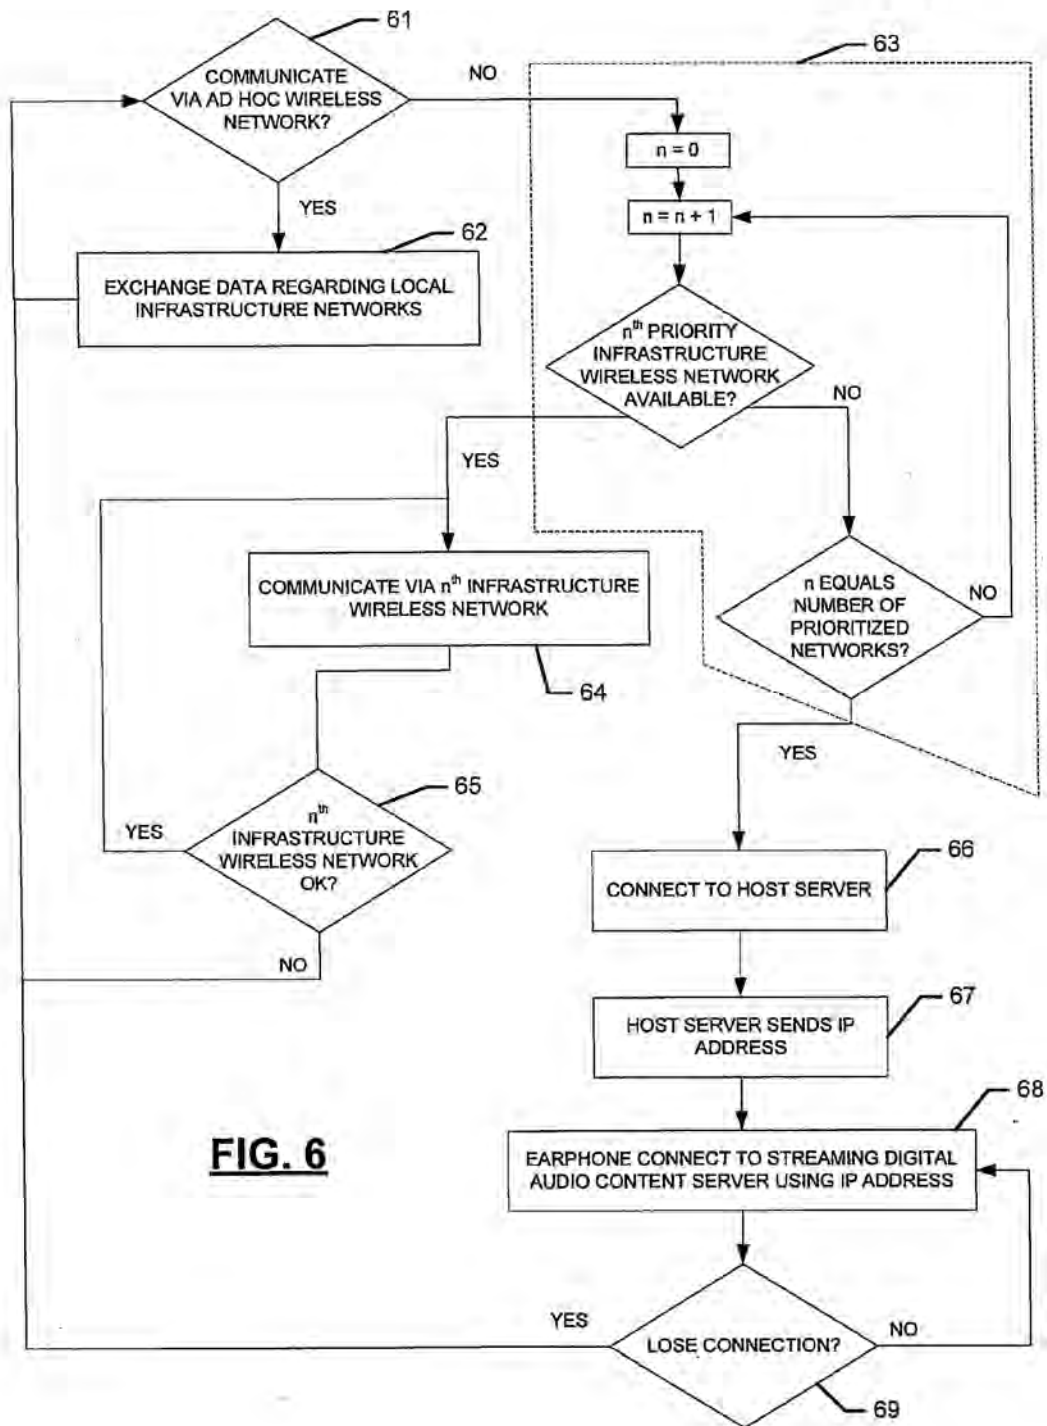 61
COMMUNICATE
VIA AD HOC WIRELESS
NETWORK?
NO
63
n = 0
n = n + 1
YES
62
EXCHANGE DATA REGARDING LOCAL
INFRASTRUCTURE NETWORKS
nth PRIORITY
INFRASTRUCTURE
WIRELESS NETWORK
AVAILABLE?
NO
YES
COMMUNICATE VIA nth INFRASTRUCTURE
WIRELESS NETWORK
64
n EQUALS
NUMBER OF
PRIORITIZED
NETWORKS?
NO
YES
65
nth
INFRASTRUCTURE
WIRELESS NETWORK
OK?
YES
NO
66
CONNECT TO HOST SERVER
67
HOST SERVER SENDS IP
ADDRESS
68
EARPHONE CONNECT TO STREAMING DIGITAL
AUDIO CONTENT SERVER USING IP ADDRESS
FIG. 6
YES
LOSE CONNECTION?
NO
69